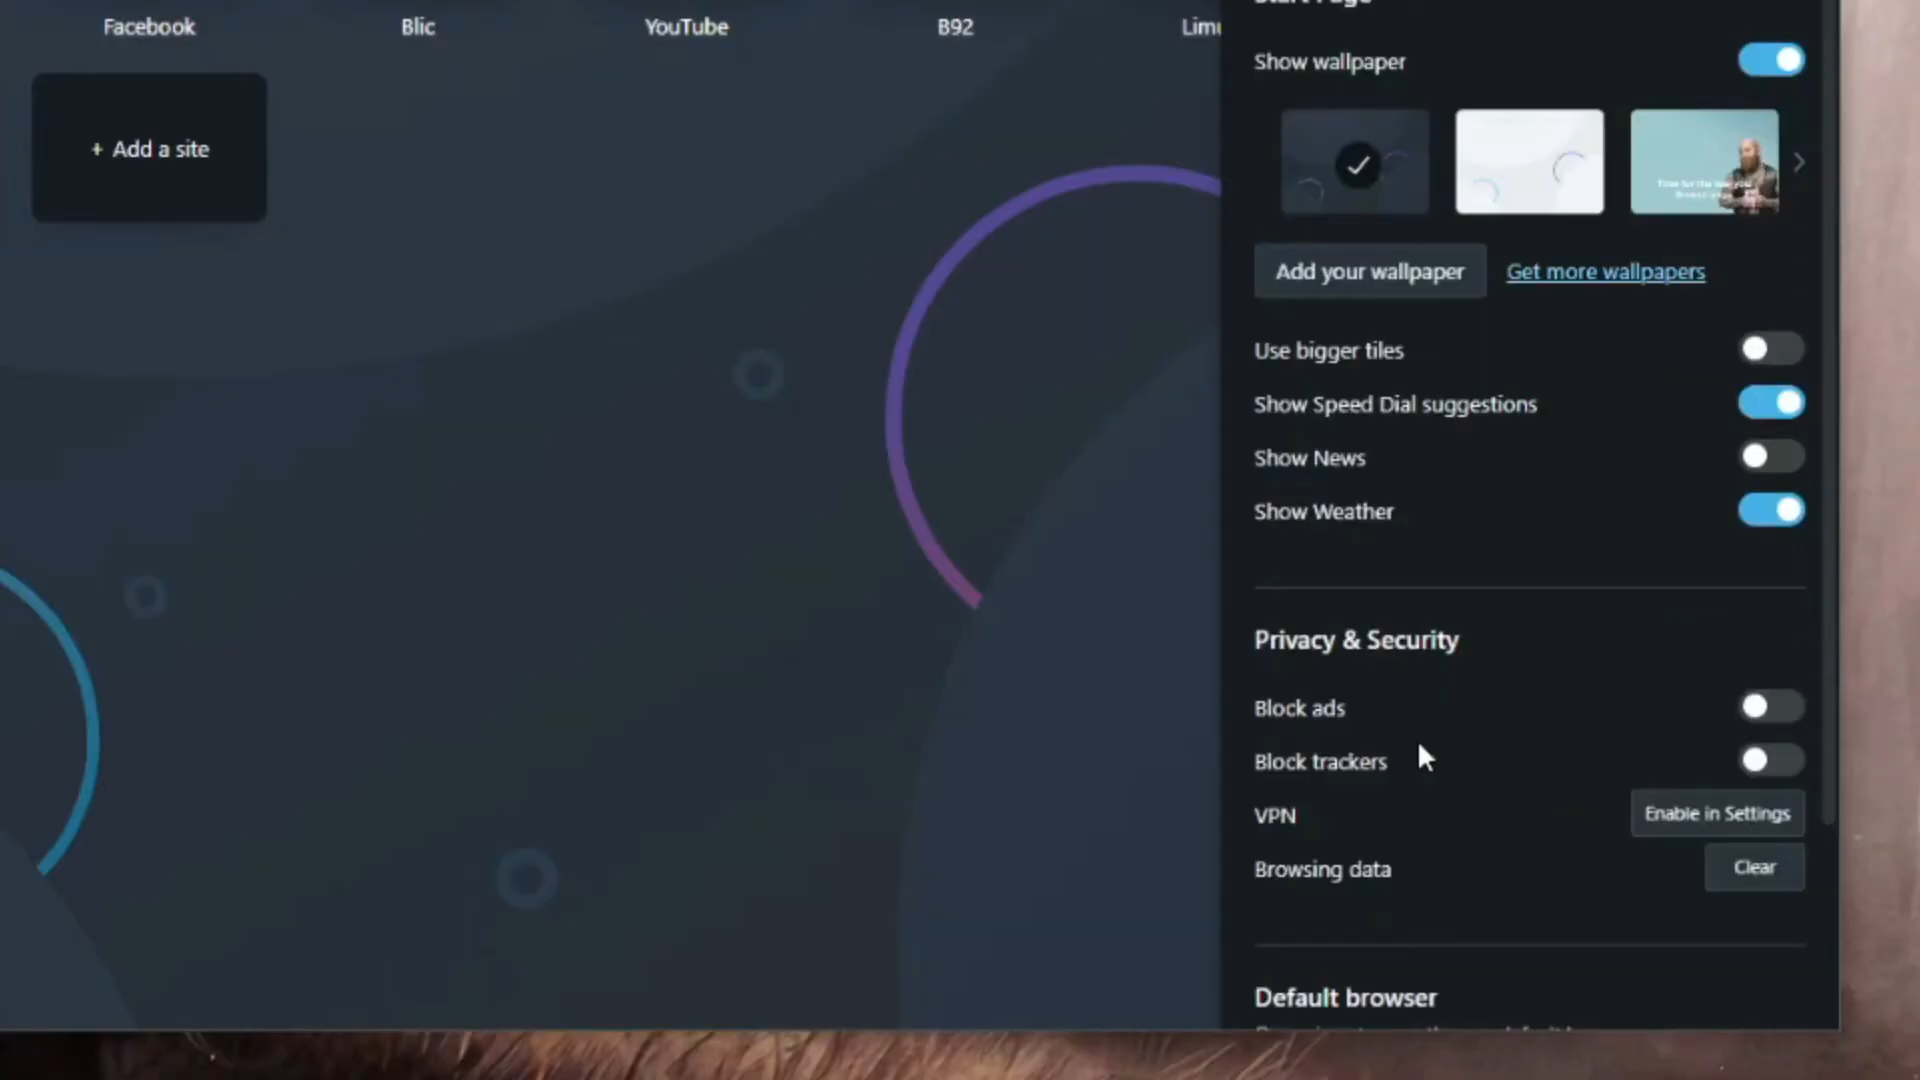 Facebook
Blic
YouTube
B92
Start Page
Show wallpaper
+ Add a site
Add your wallpaper
Get more wallpapers
Use bigger tiles
Show Speed Dial suggestions
Show News
Show Weather
Privacy & Security
Block ads
Block trackers
VPN
Enable in Settings
Browsing data
Clear
Default browser